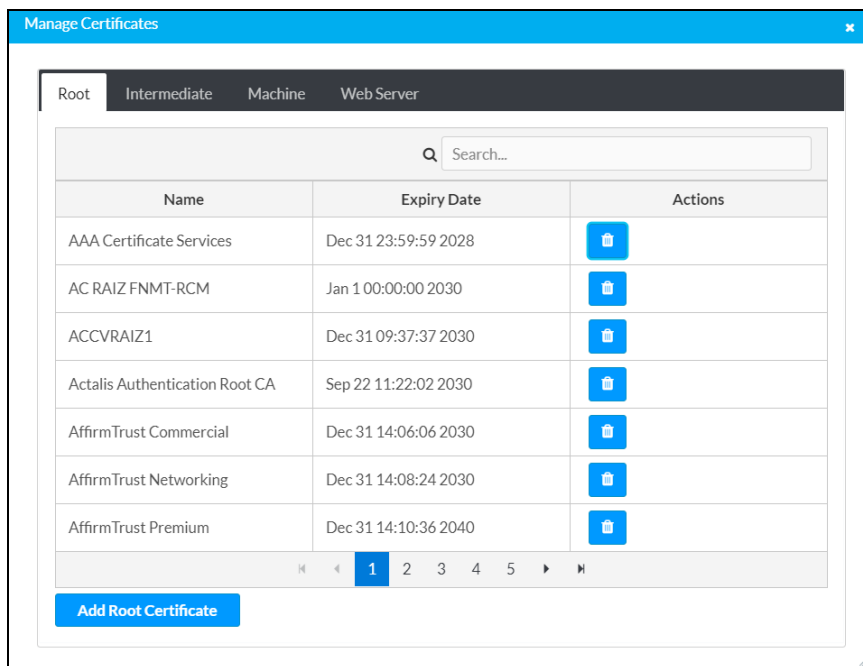 Manage Certificates
Root Intermediate Machine Web Server
Search...
Name Expiry Date Actions
AAA Certificate Services Dec 31 23:59:59 2028
AC RAIZ FNMT-RCM Jan 1 00:00:00 2030
ACCVRAIZ1 Dec 31 09:37:37 2030
Actalis Authentication Root CA Sep 22 11:22:02 2030
AffirmTrust Commercial Dec 31 14:06:06 2030
AffirmTrust Networking Dec 31 14:08:24 2030
AffirmTrust Premium Dec 31 14:10:36 2040
1 2 3 4 5
Add Root Certificate